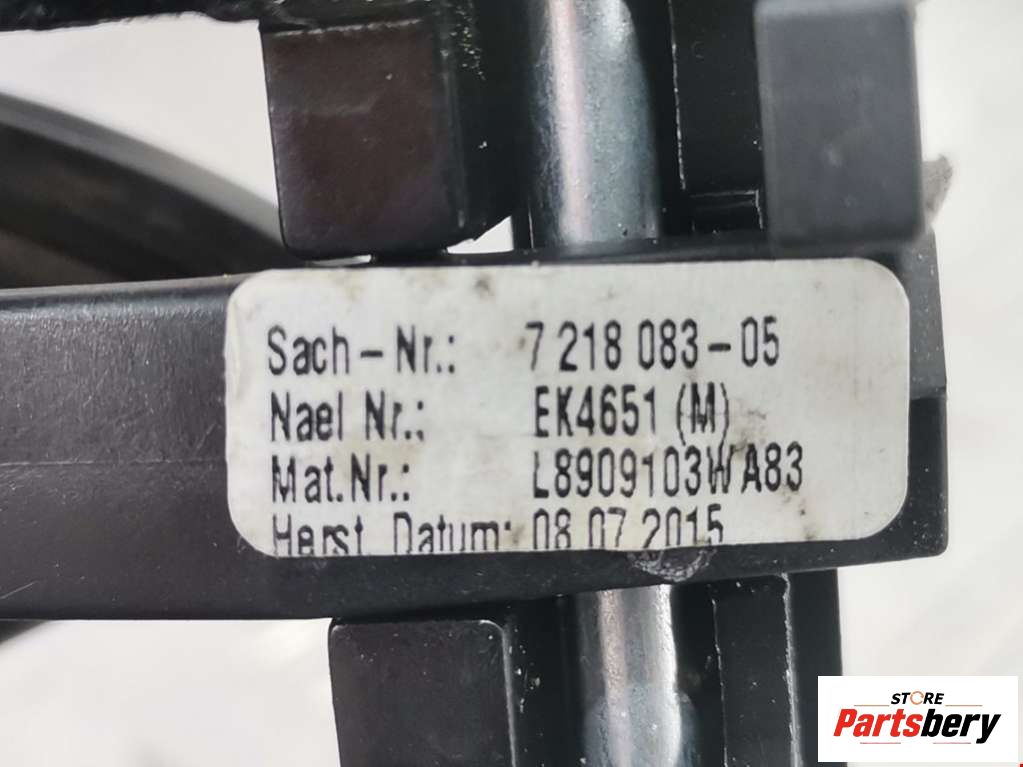 Sach-Nr.: 7 218 083-05
Nael Nr.: EK4651 (M)
Mat.Nr.: L8909103WA83
Herst. Datum: 08.07.2015
STORE
Partsbery